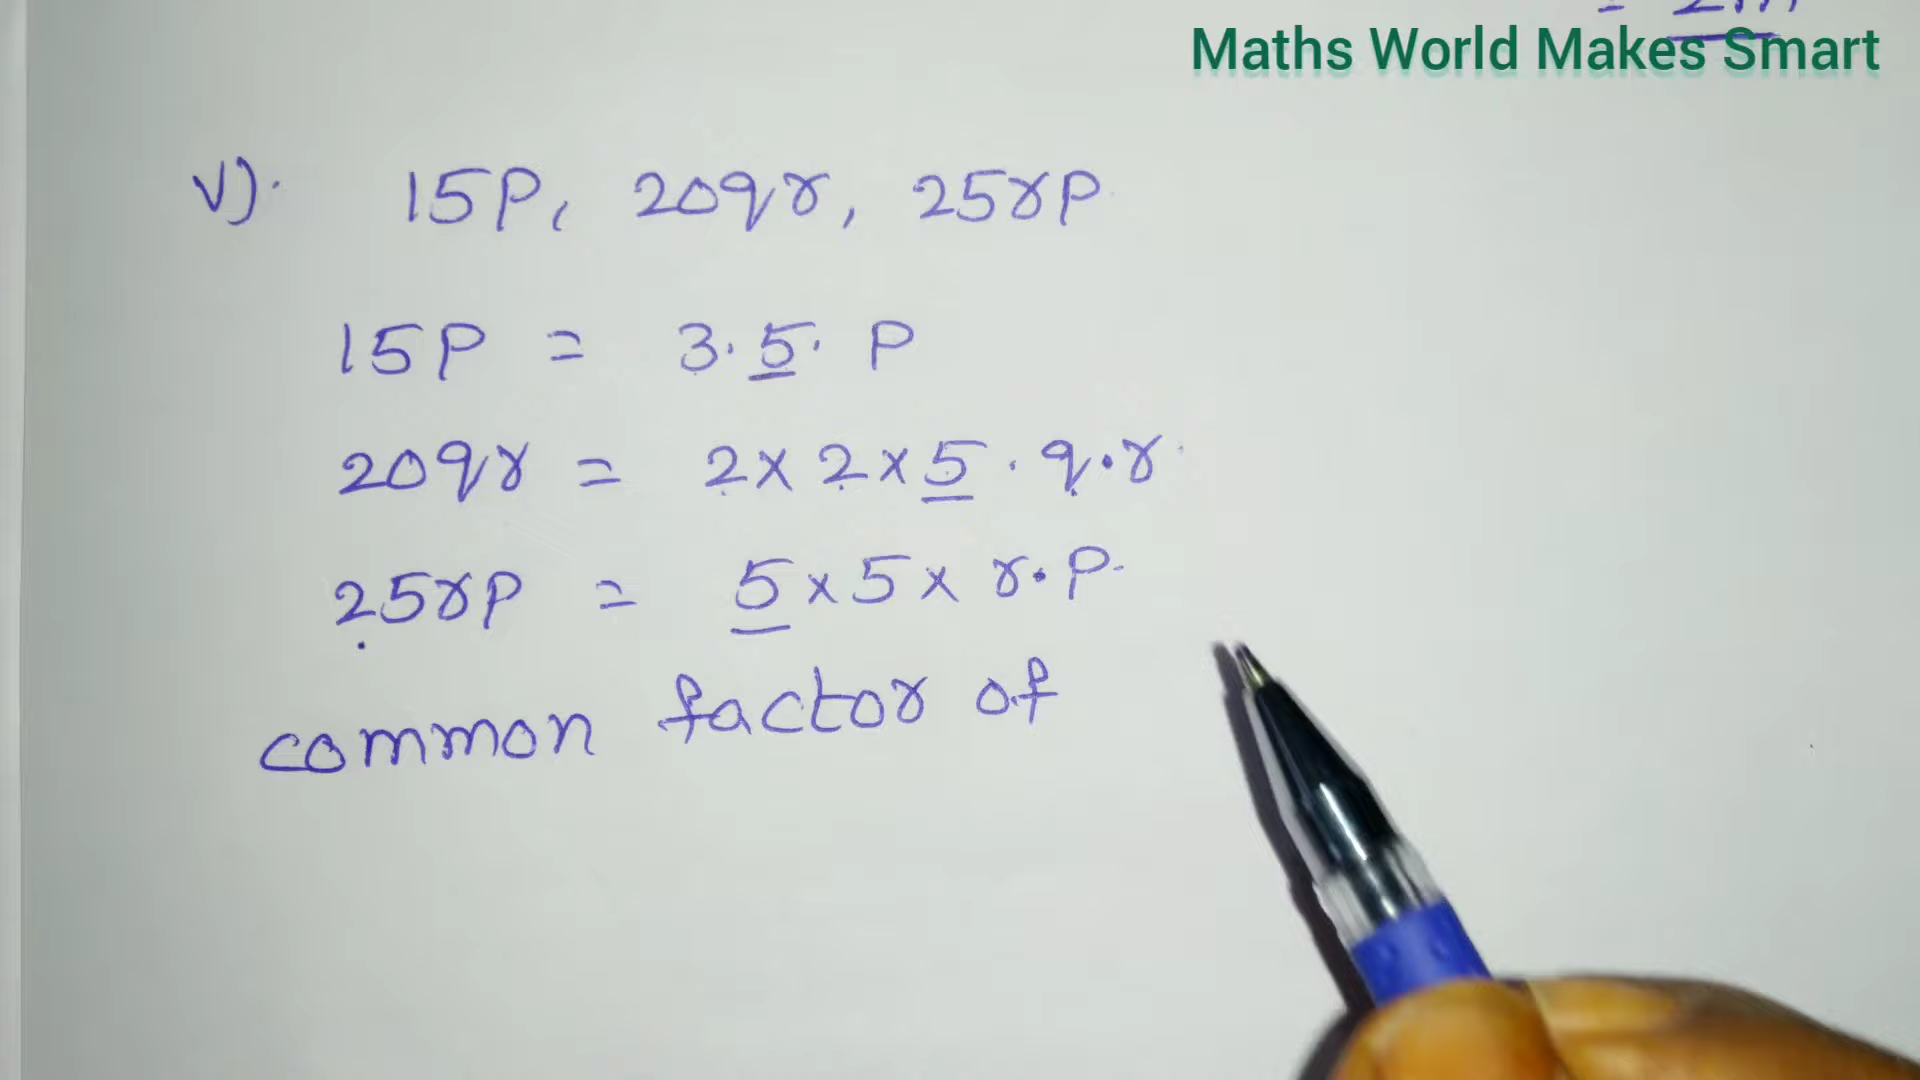 = 2m
Maths World Makes Smart
v). 15P, 20qr, 25rP
15P = 3.5. P
20qr = 2×2×5.q.r
25rP = 5×5×r.P.
common factor of